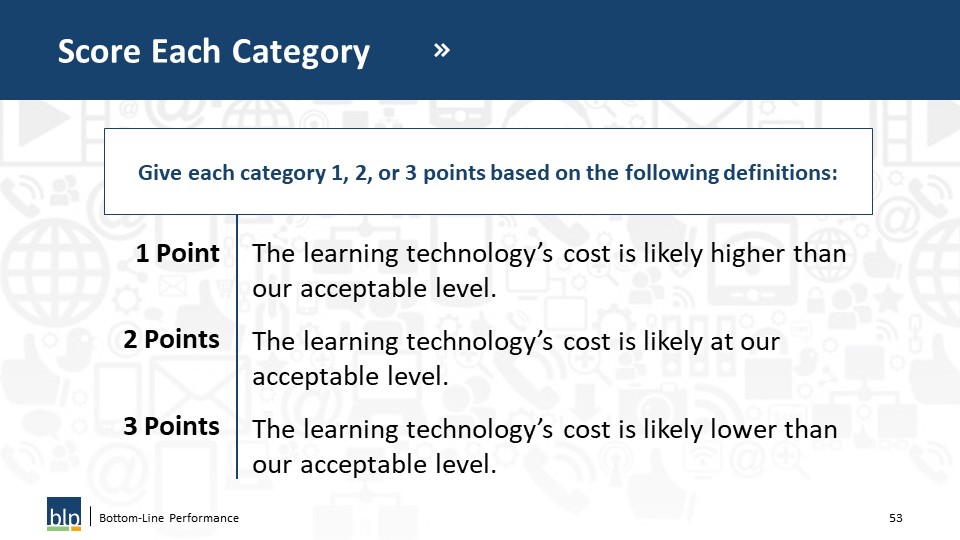 Score Each Category »
Give each category 1, 2, or 3 points based on the following definitions:
1 Point
The learning technology’s cost is likely higher than
our acceptable level.
2 Points
The learning technology’s cost is likely at our
acceptable level.
3 Points
The learning technology’s cost is likely lower than
our acceptable level.
blp
Bottom-Line Performance
53